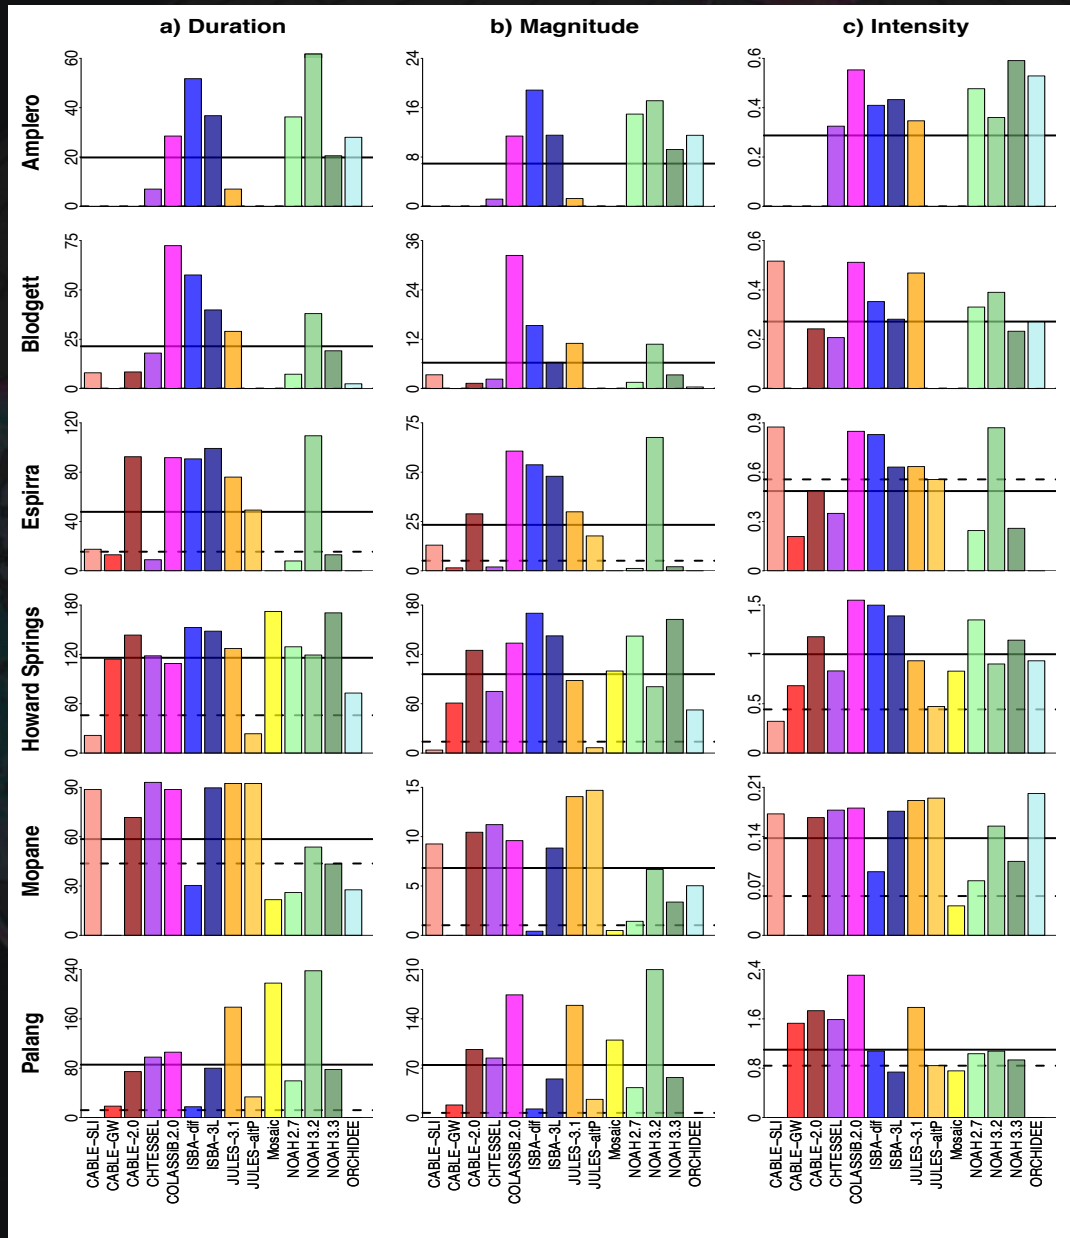 a) Duration
b) Magnitude
c) Intensity
Amplero
0 20 40 60
0 8 16 24
0 0.2 0.4 0.6
Blodgett
0 25 50 75
0 12 24 36
0 0.2 0.4 0.6
Espirra
0 40 80 120
0 25 50 75
0 0.3 0.6 0.9
Howard Springs
0 60 120 180
0 60 120 180
0 0.5 1 1.5
Mopane
0 30 60 90
0 5 10 15
0 0.07 0.14 0.21
Palang
0 80 160 240
0 70 140 210
0 0.8 1.6 2.4
CABLE-SLI CABLE-GW CABLE-2.0 CHTESSEL COLASSiB.2.0 ISBA-dif ISBA-3L JULES-3.1 JULES-altP Mosaic NOAH 2.7 NOAH 3.2 NOAH 3.3 ORCHIDEE
CABLE-SLI CABLE-GW CABLE-2.0 CHTESSEL COLASSiB.2.0 ISBA-dif ISBA-3L JULES-3.1 JULES-altP Mosaic NOAH 2.7 NOAH 3.2 NOAH 3.3 ORCHIDEE
CABLE-SLI CABLE-GW CABLE-2.0 CHTESSEL COLASSiB.2.0 ISBA-dif ISBA-3L JULES-3.1 JULES-altP Mosaic NOAH 2.7 NOAH 3.2 NOAH 3.3 ORCHIDEE